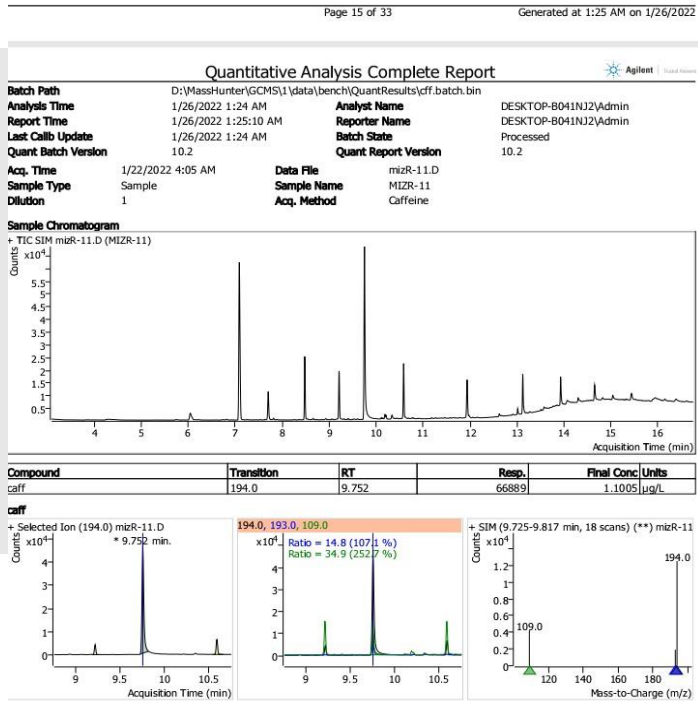 Page 15 of 33 Generated at 1:25 AM on 1/26/2022
Quantitative Analysis Complete Report
Agilent
Batch Path D:\MassHunter\GCMS\1\data\bench\QuantResults\cff.batch.bin
Analysis Time 1/26/2022 1:24 AM Analyst Name DESKTOP-B041NJ2\Admin
Report Time 1/26/2022 1:25:10 AM Reporter Name DESKTOP-B041NJ2\Admin
Last Calib Update 1/26/2022 1:24 AM Batch State Processed
Quant Batch Version 10.2 Quant Report Version 10.2
Acq. Time 1/22/2022 4:05 AM Data File mizR-11.D
Sample Type Sample Sample Name MIZR-11
Dilution 1 Acq. Method Caffeine
Sample Chromatogram
+ TIC SIM mizR-11.D (MIZR-11)
Counts
x10⁴
5.5
5
4.5
4
3.5
3
2.5
2
1.5
1
0.5
4 5 6 7 8 9 10 11 12 13 14 15 16
Acquisition Time (min)
Compound Transition RT Resp. Final Conc Units
caff 194.0 9.752 66889 1.1005 µg/L
caff
+ Selected Ion (194.0) mizR-11.D
Counts
x10⁴
* 9.752 min.
4
3
2
1
0
9 9.5 10 10.5
Acquisition Time (min)
194.0, 193.0, 109.0
x10⁴
Ratio = 14.8 (107.1 %)
Ratio = 34.9 (252.7 %)
4
3
2
1
0
9 9.5 10 10.5
+ SIM (9.725-9.817 min, 18 scans) (**) mizR-11
Counts
x10⁴
194.0
1.2
1
0.8
0.6
109.0
0.4
0.2
120 140 160 180
Mass-to-Charge (m/z)